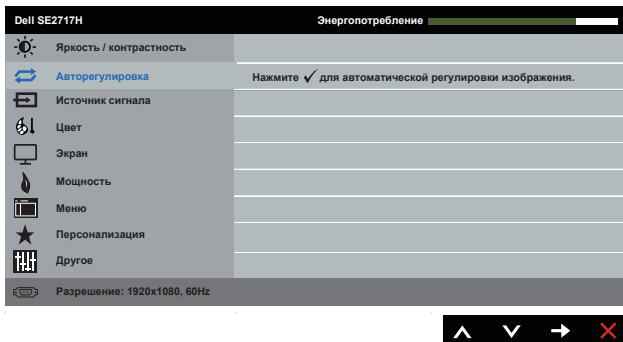 Dell SE2717H Энергопотребление
Яркость / контрастность
Авторегулировка Нажмите ✓ для автоматической регулировки изображения.
Источник сигнала
Цвет
Экран
Мощность
Меню
Персонализация
Другое
Разрешение: 1920x1080, 60Hz